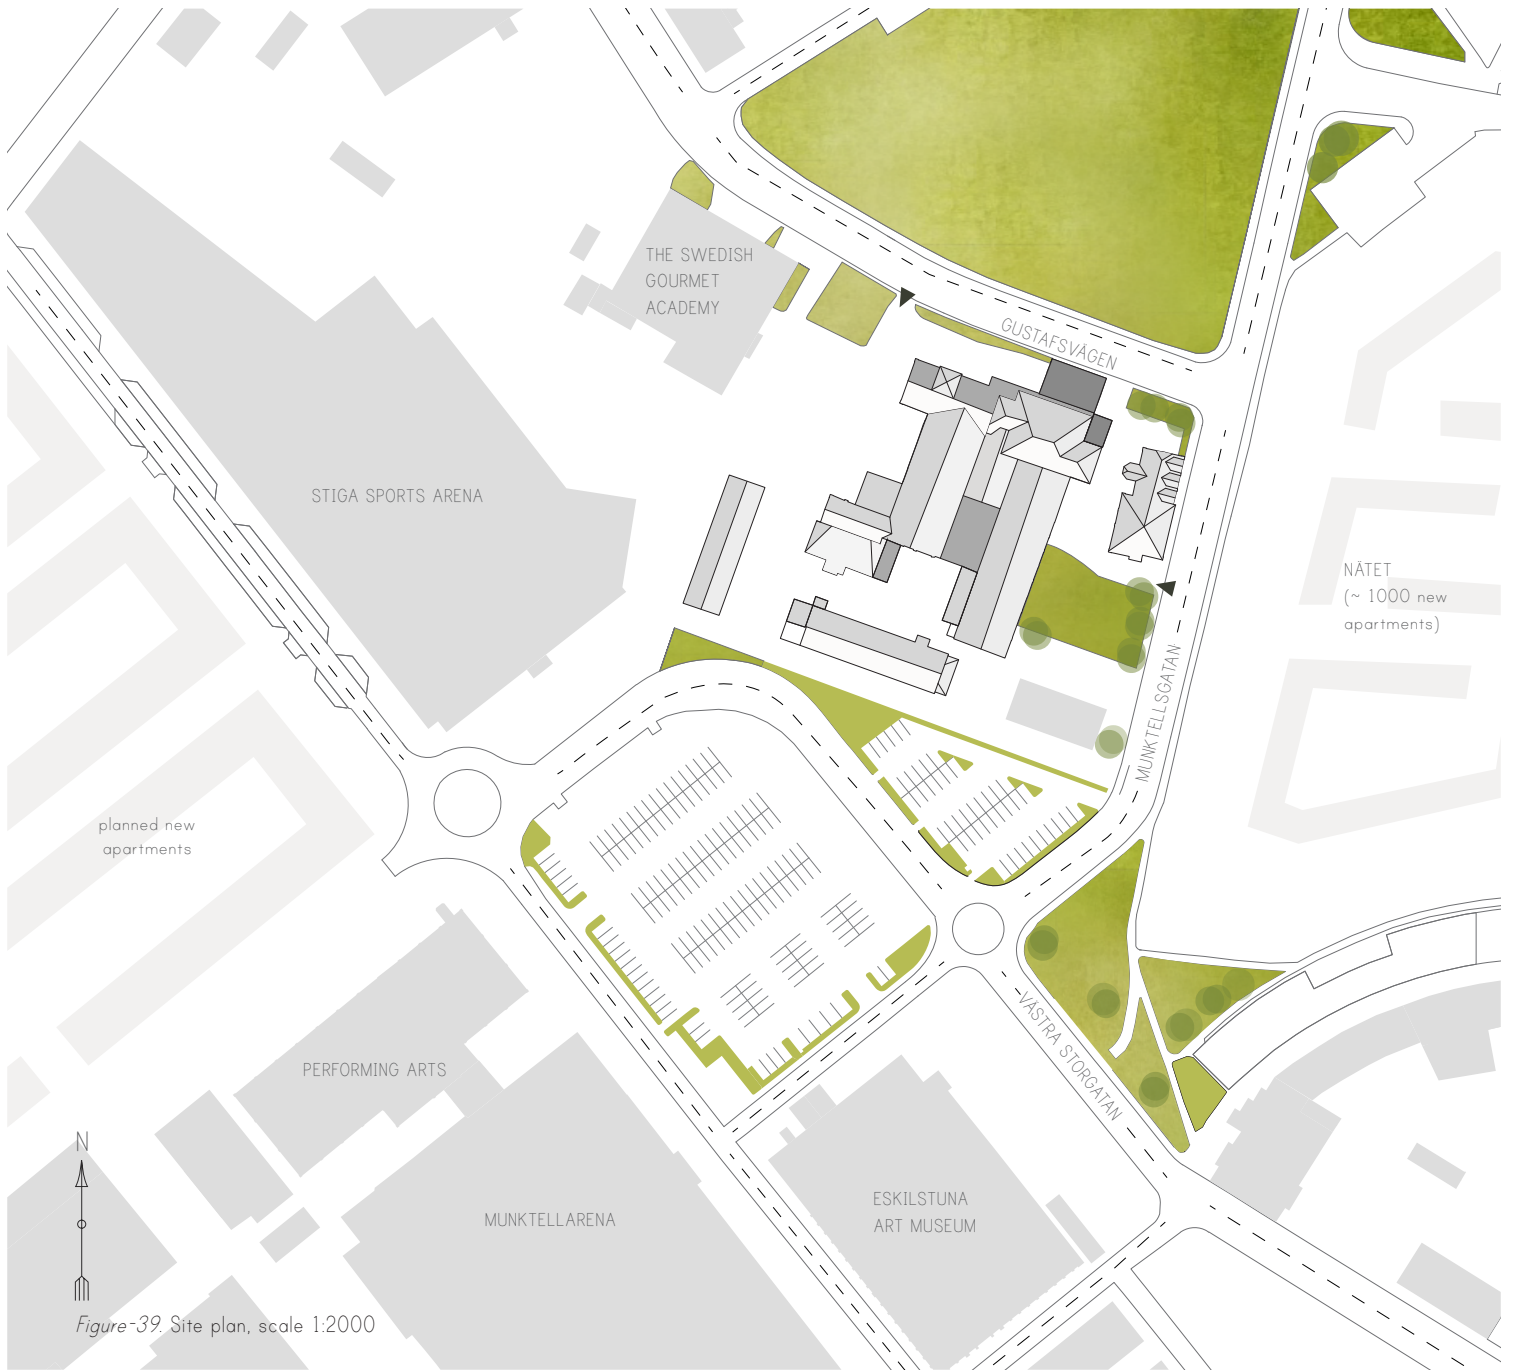 THE SWEDISH
GOURMET
ACADEMY
GUSTAFSVÄGEN
STIGA SPORTS ARENA
NÄTET
(~ 1000 new
apartments)
MUNKTELLSGATAN
planned new
apartments
VÄSTRA STORGATAN
PERFORMING ARTS
N
ESKILSTUNA
ART MUSEUM
MUNKTELLARENA
Figure-39. Site plan, scale 1:2000